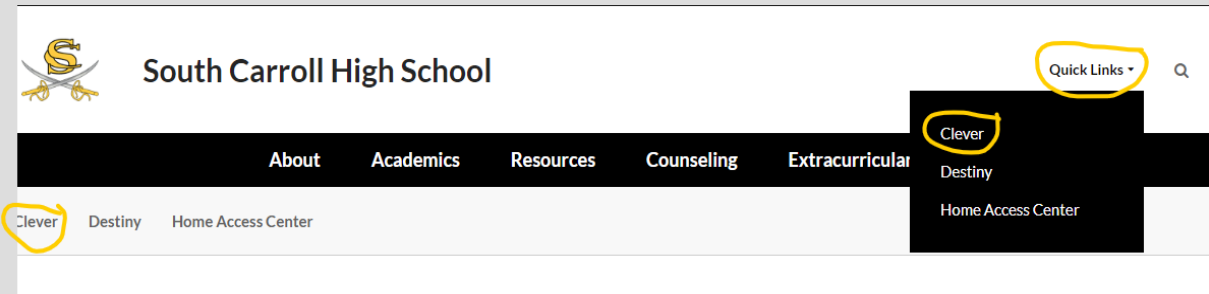 SC
South Carroll High School
Quick Links
Clever
Destiny
Home Access Center
About Academics Resources Counseling Extracurricular
Clever Destiny Home Access Center